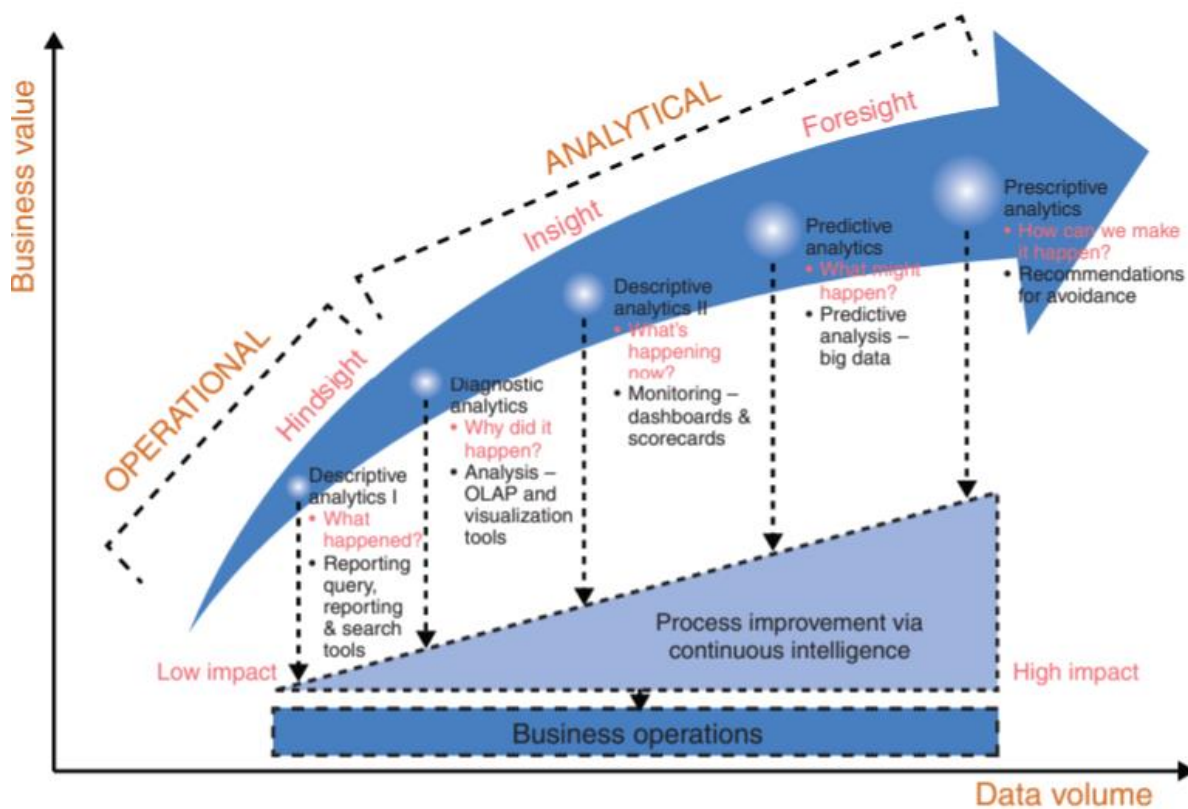 Business value
OPERATIONAL
ANALYTICAL
Hindsight
Insight
Foresight
Descriptive
analytics I
• What
happened?
• Reporting
query,
reporting
& search
tools
Diagnostic
analytics
• Why did it
happen?
• Analysis –
OLAP and
visualization
tools
Descriptive
analytics II
• What's
happening
now?
• Monitoring –
dashboards &
scorecards
Predictive
analytics
• What might
happen?
• Predictive
analysis –
big data
Prescriptive
analytics
• How can we make
it happen?
• Recommendations
for avoidance
Process improvement via
continuous intelligence
Low impact
High impact
Business operations
Data volume